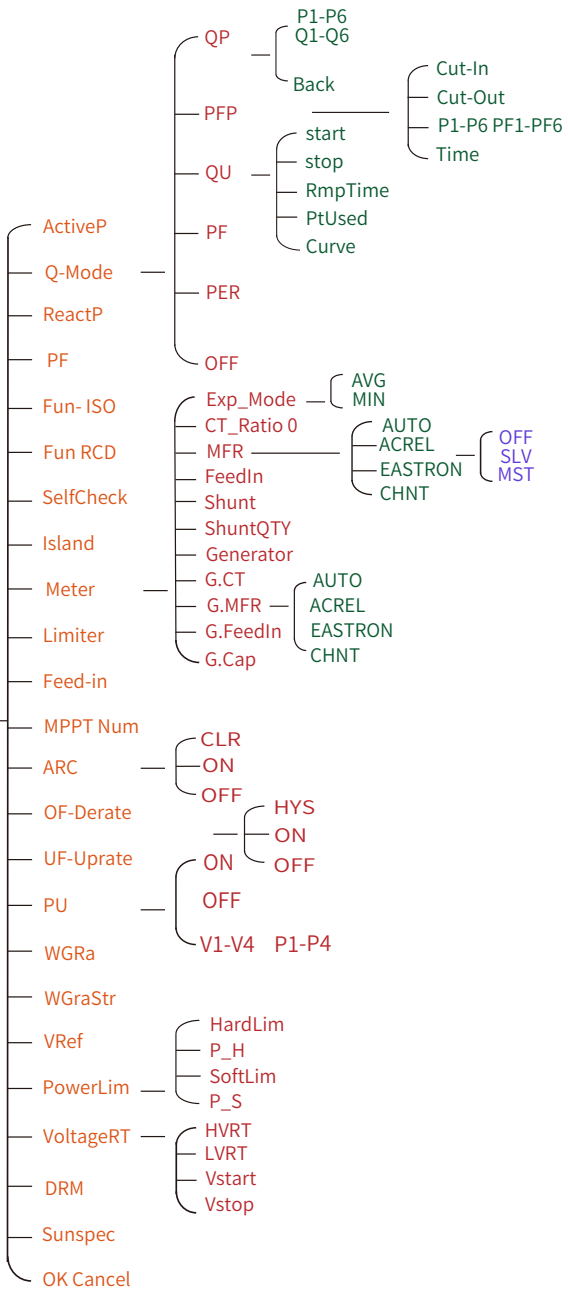 P1-P6
Q1-Q6
QP
Back
Cut-In
Cut-Out
PFP
P1-P6 PF1-PF6
start
Time
stop
QU
RmpTime
PtUsed
ActiveP
PF
Curve
Q-Mode
PER
ReactP
PF
OFF
AVG
Fun- ISO
Exp_Mode
MIN
CT_Ratio 0
AUTO
Fun RCD
MFR
ACREL
OFF
SLV
FeedIn
EASTRON
MST
SelfCheck
Shunt
CHNT
ShuntQTY
Island
Generator
Meter
G.CT
AUTO
G.MFR
ACREL
Limiter
G.FeedIn
EASTRON
G.Cap
CHNT
Feed-in
MPPT Num
CLR
ARC
ON
OFF
OF-Derate
HYS
ON
UF-Uprate
ON
OFF
PU
OFF
WGRa
V1-V4 P1-P4
WGraStr
HardLim
VRef
P_H
SoftLim
PowerLim
P_S
VoltageRT
HVRT
LVRT
DRM
Vstart
Vstop
Sunspec
OK Cancel